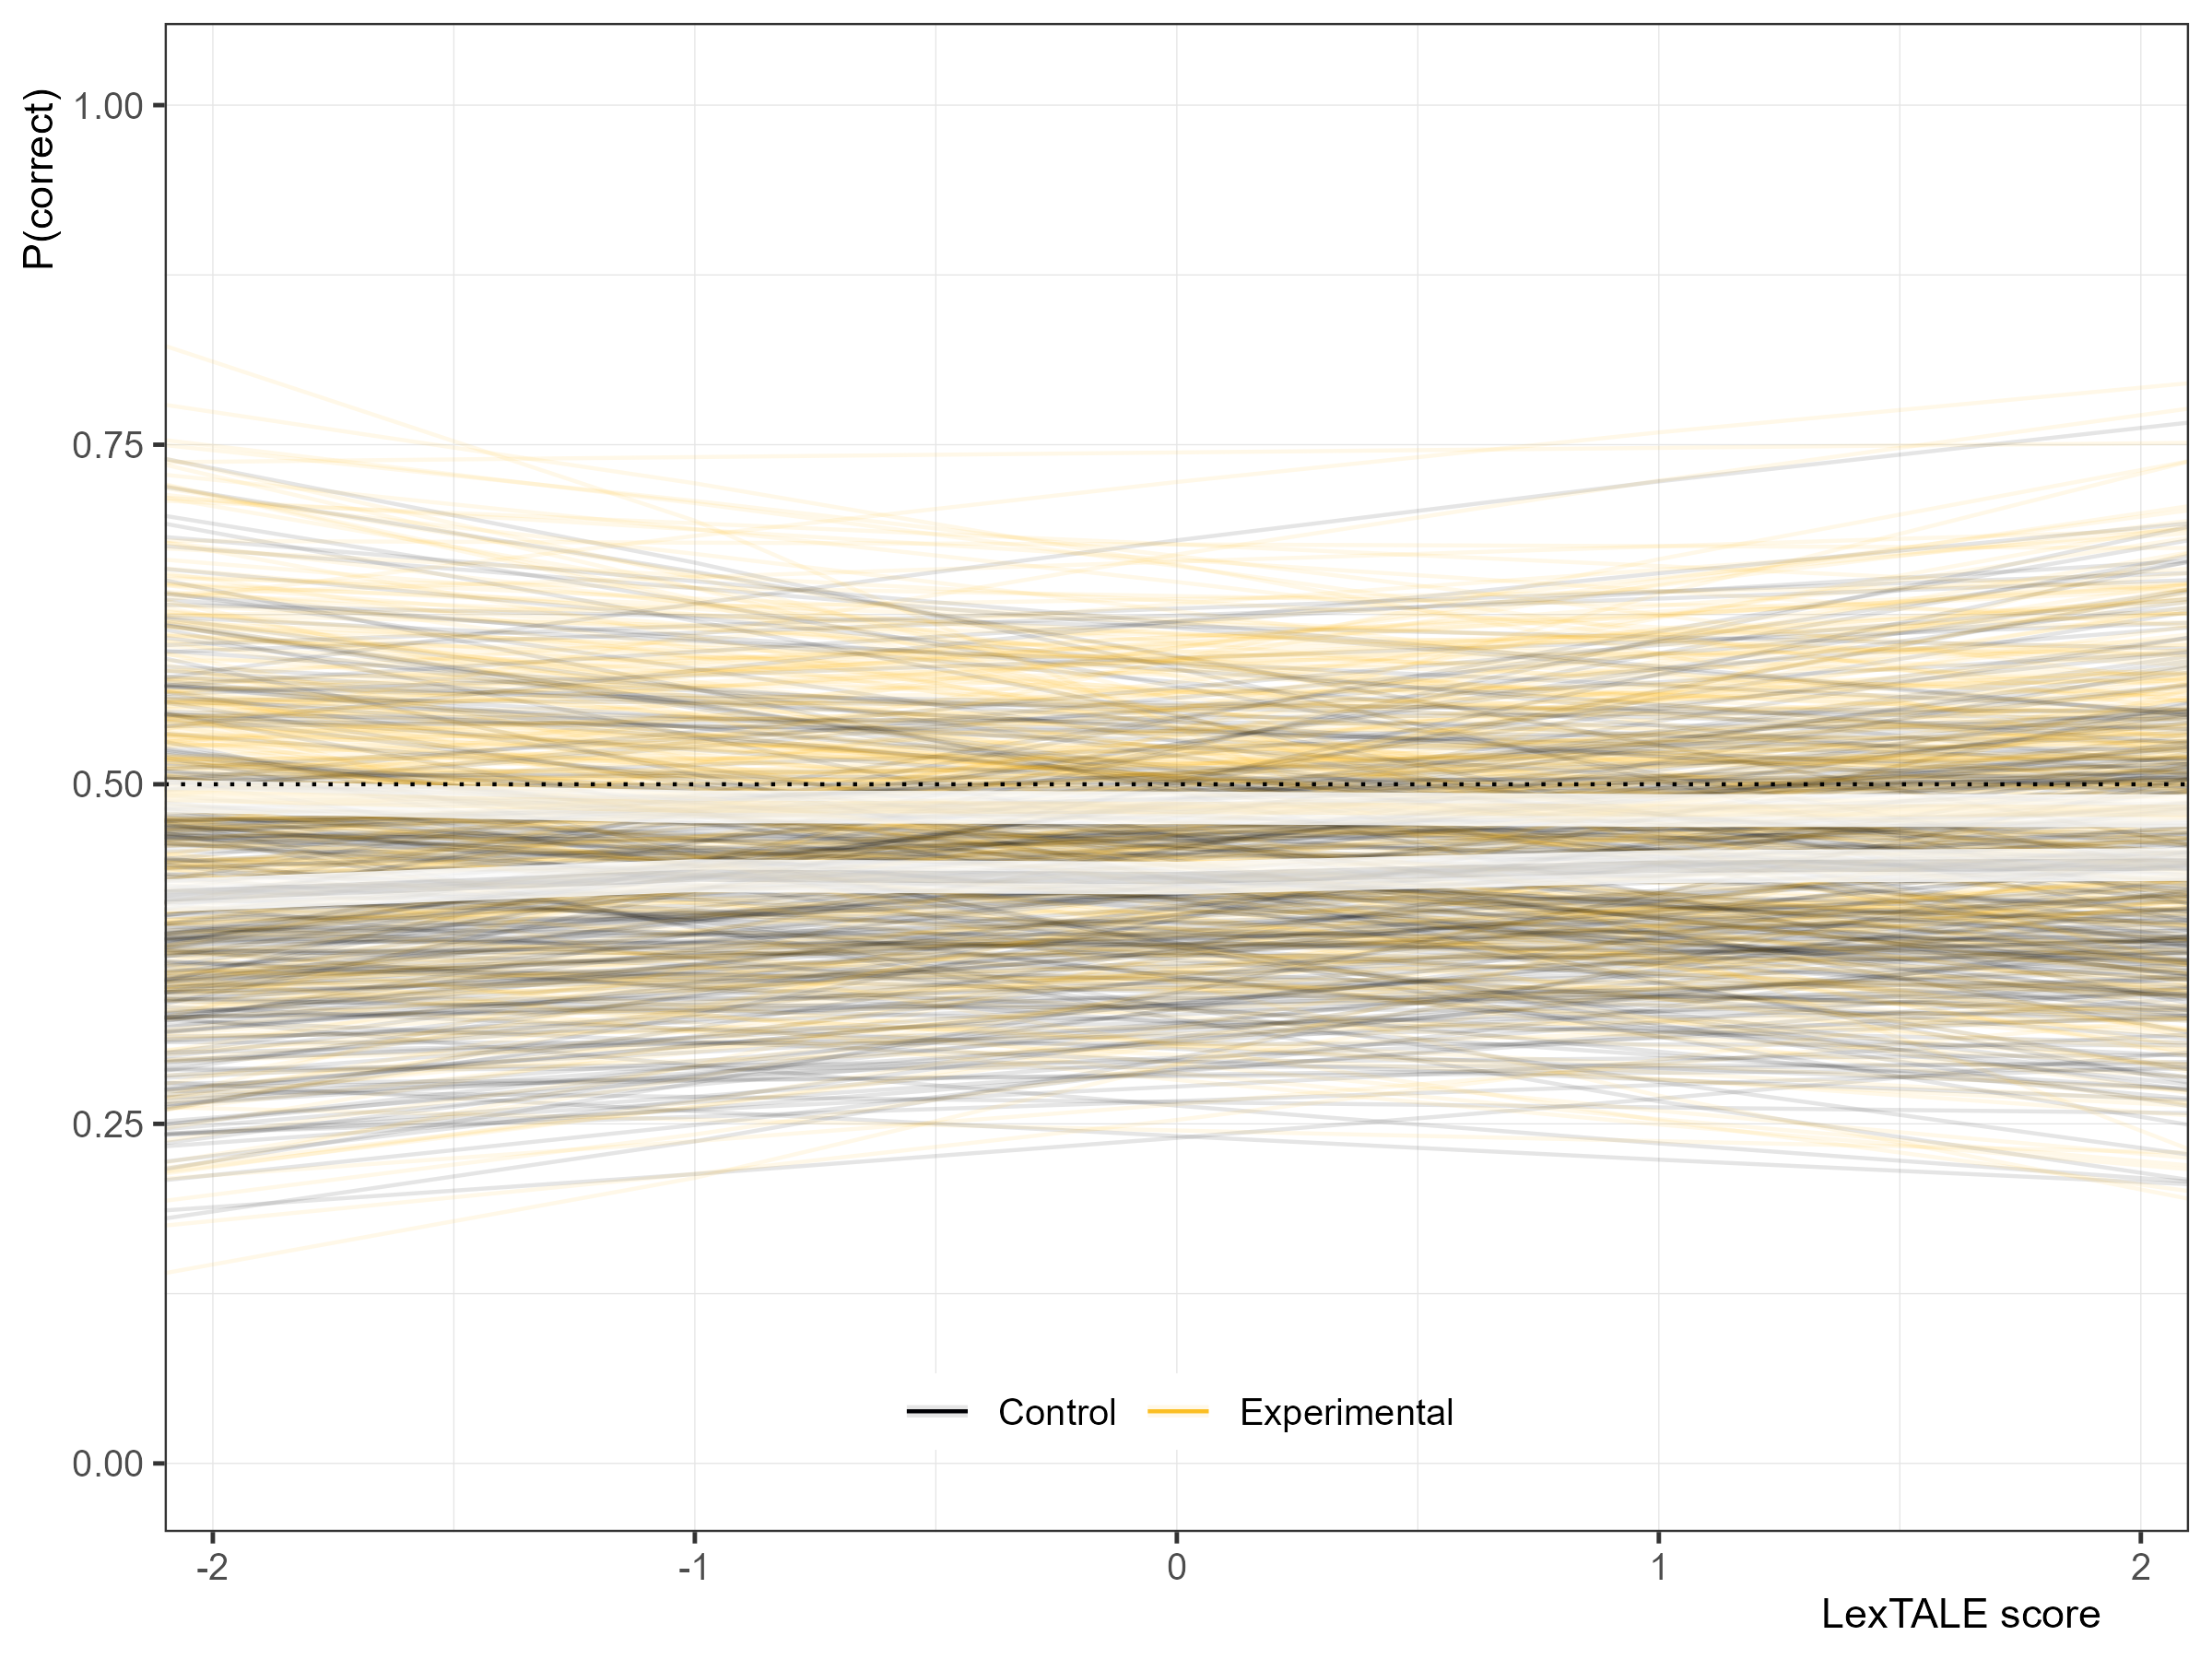 P(correct)
1.00
0.75
0.50
0.25
0.00
Control Experimental
-2 -1 0 1 2
LexTALE score